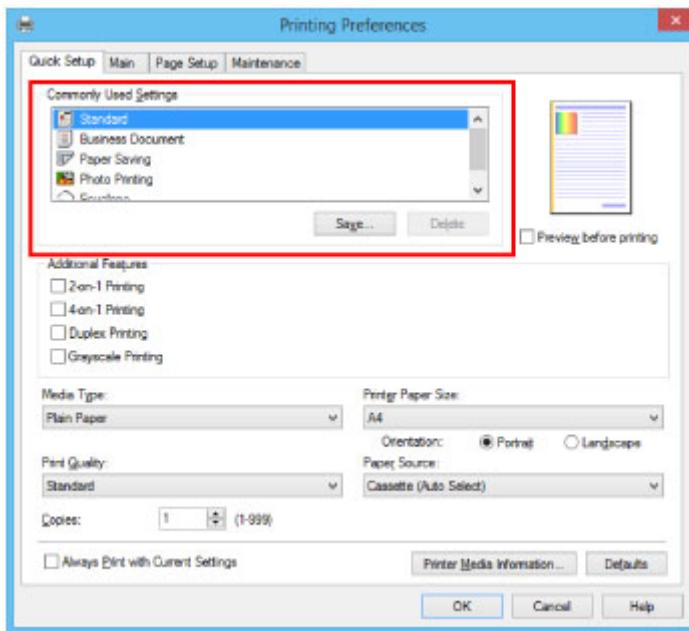 Printing Preferences
Quick Setup Main Page Setup Maintenance
Commonly Used Settings
Standard
Business Document
Paper Saving
Photo Printing
Envelope
Save... Delete
Preview before printing
Additional Features
2-on-1 Printing
4-on-1 Printing
Duplex Printing
Grayscale Printing
Media Type: Printer Paper Size:
Plain Paper A4
Orientation: Portrait Landscape
Print Quality: Paper Source:
Standard Cassette (Auto Select)
Copies: 1 (1-999)
Always Print with Current Settings Printer Media Information... Defaults
OK Cancel Help